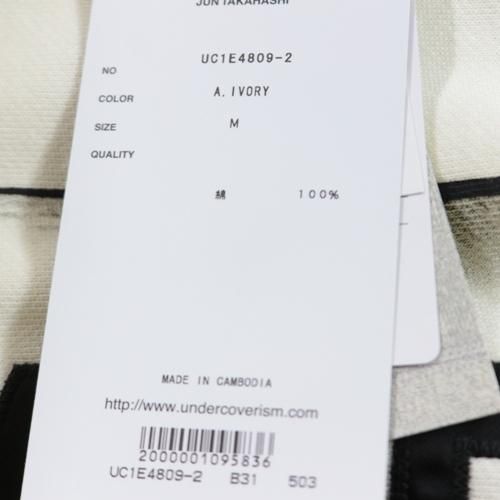 JUN TAKAHASHI
NO UC1E4809-2
COLOR A.IVORY
SIZE M
QUALITY
綿 100%
MADE IN CAMBODIA
http://www.undercoverism.com
2000001095836
UC1E4809-2 B31 503